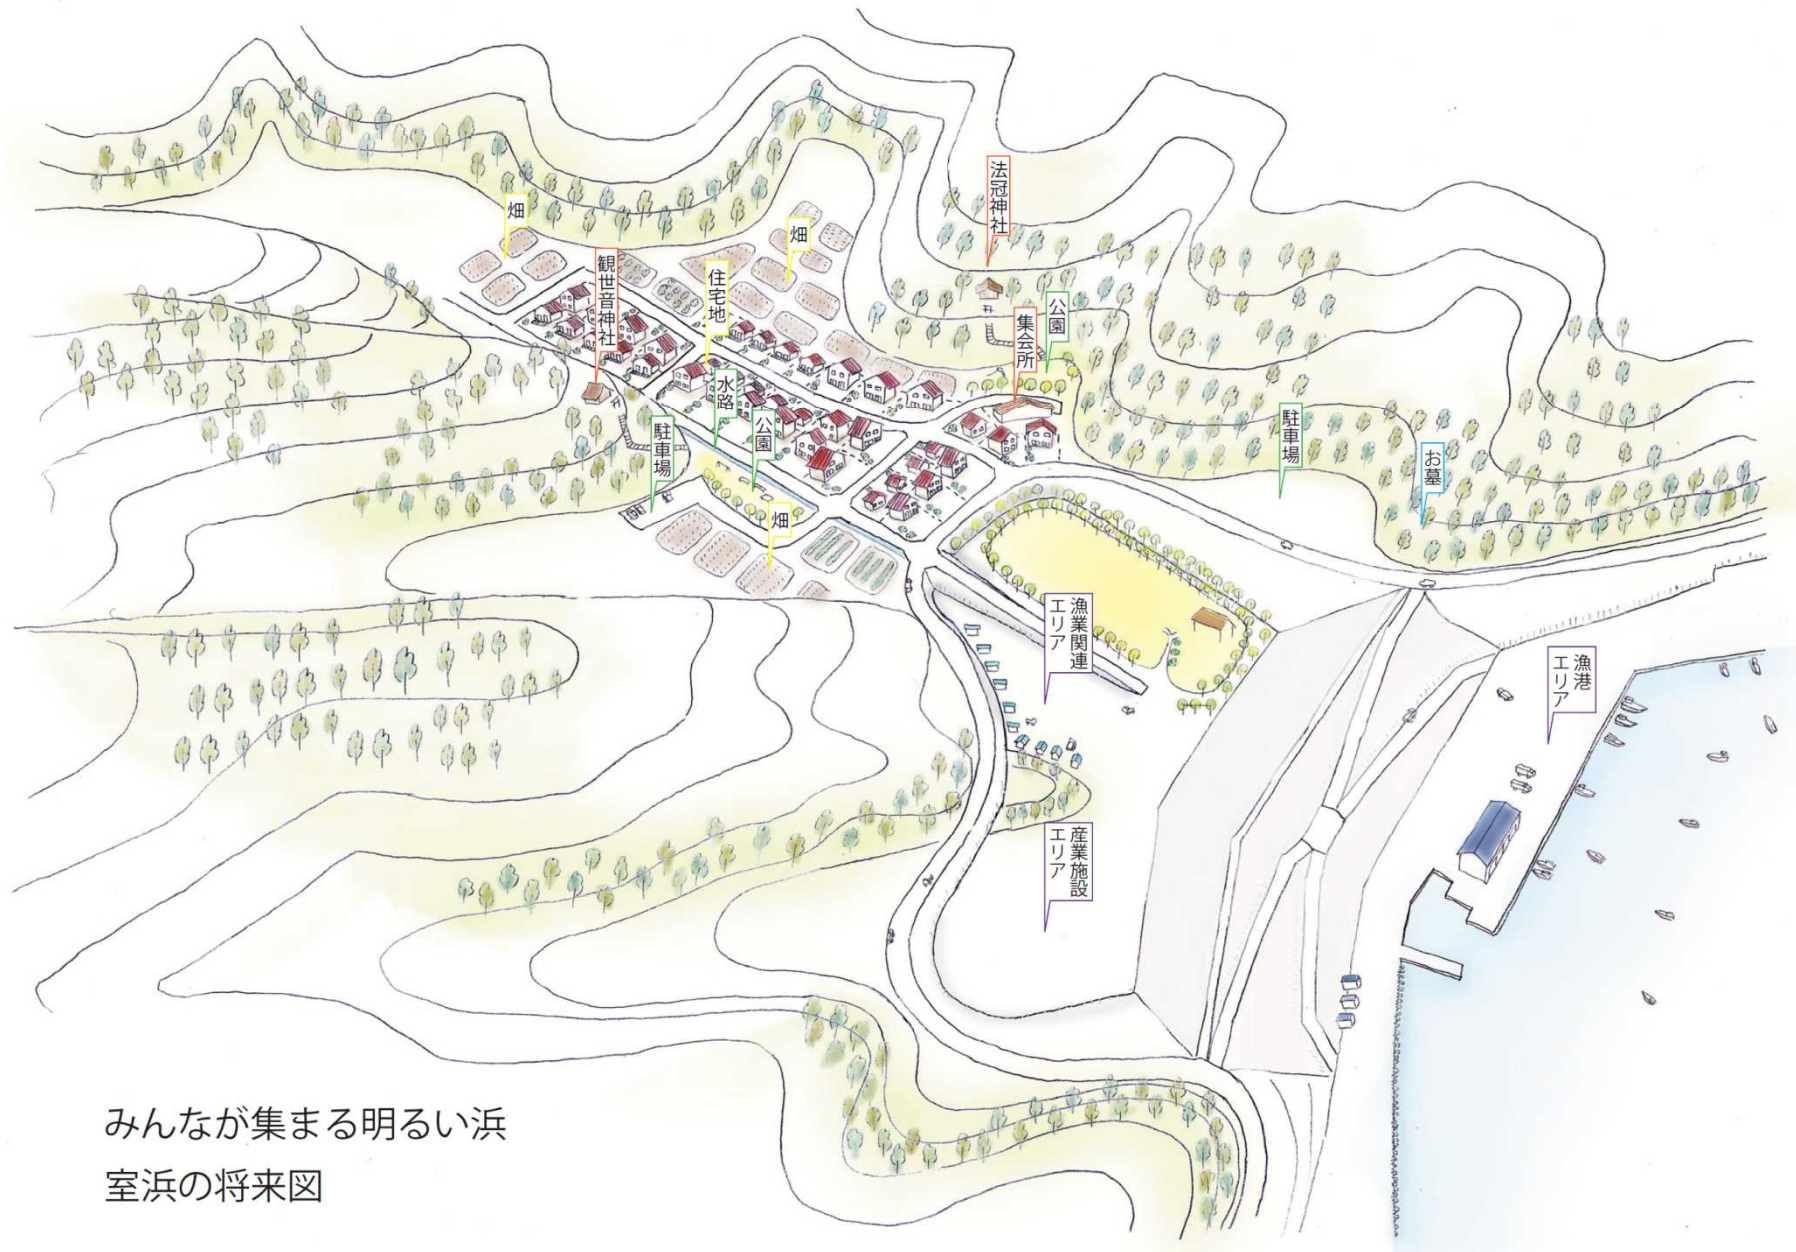 法冠神社
畑
畑
観世音神社
住宅地
公園
集会所
水路
公園
駐車場
駐車場
お墓
畑
漁業関連
エリア
漁港
エリア
産業施設
エリア
みんなが集まる明るい浜
室浜の将来図